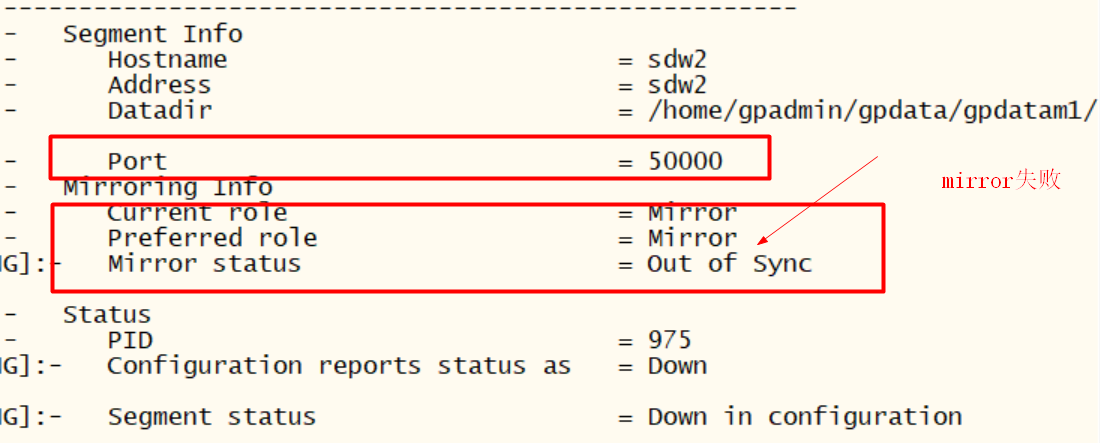 -------------------------------------------------------
- Segment Info
- Hostname = sdw2
- Address = sdw2
- Datadir = /home/gpadmin/gpdata/gpdatam1/
- Port = 50000
- Mirroring Info
- Current role = Mirror
- Preferred role = Mirror
mirror失败
NG]:- Mirror status = Out of Sync
- Status
- PID = 975
NG]:- Configuration reports status as = Down
NG]:- Segment status = Down in configuration